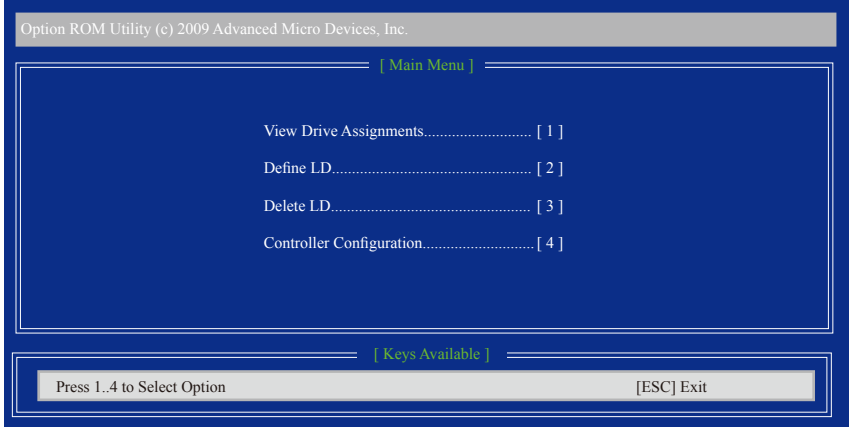 Option ROM Utility (c) 2009 Advanced Micro Devices, Inc.
[ Main Menu ]
View Drive Assignments........................... [ 1 ]
Define LD.................................................. [ 2 ]
Delete LD.................................................. [ 3 ]
Controller Configuration............................[ 4 ]
[ Keys Available ]
Press 1..4 to Select Option [ESC] Exit